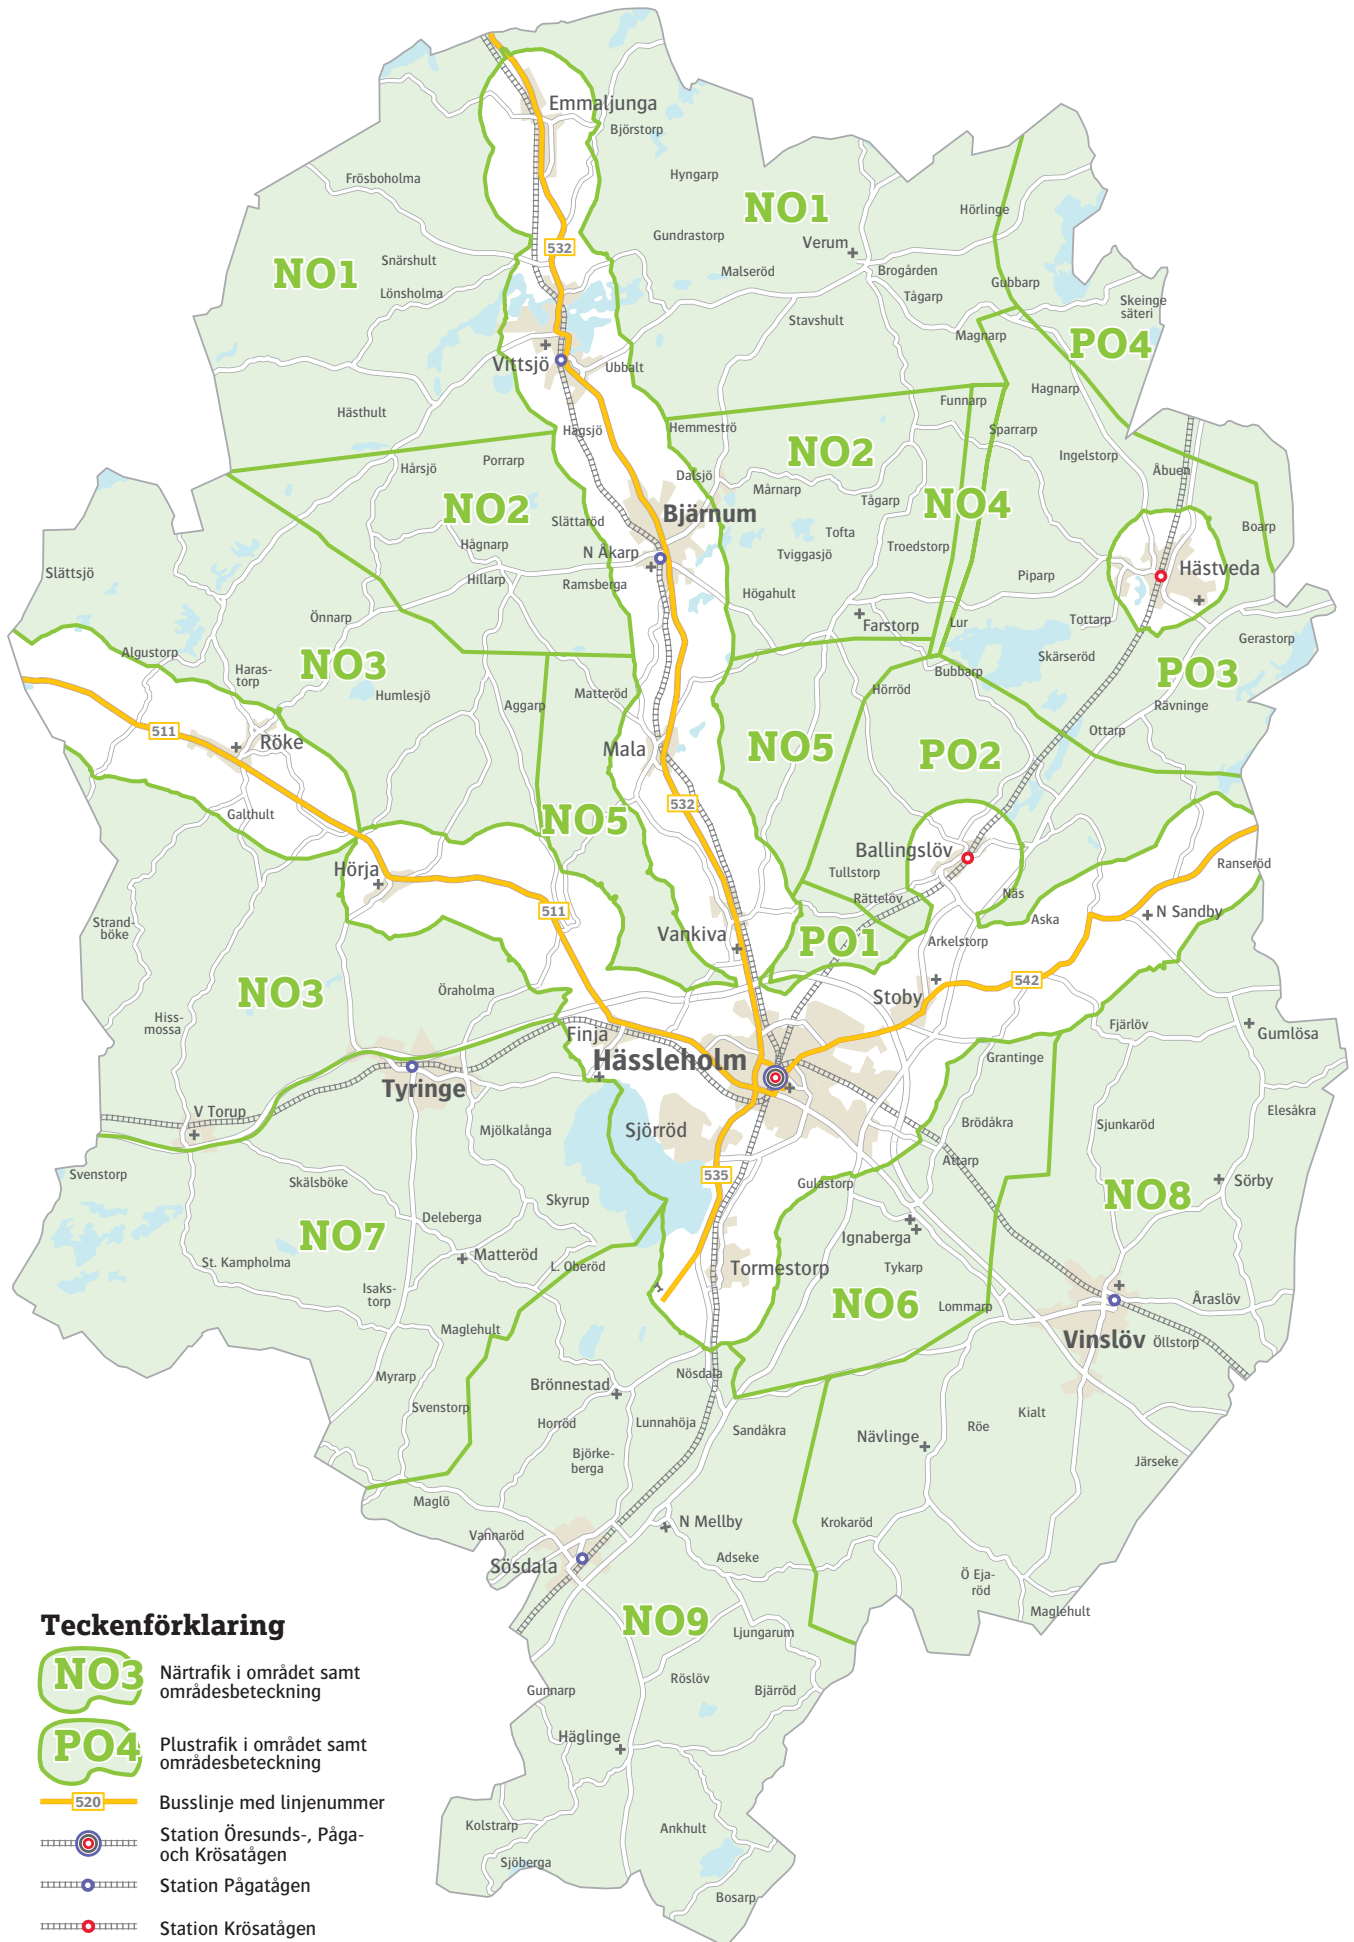 Emmaljunga
Björstorp
Frösboholma
Hyngarp
NO1
Hörlinge
Gundrastorp
Verum
532
NO1
Snärshult
Malseröd
Brogården
Lönsholma
Tågarp
Gubbarp
Skeinge
säteri
Stavshult
Magnarp
PO4
Vittsjö
Ubbalt
Hagnarp
Hästhult
Funnarp
Hägsjö
Hemmeströ
Sparrarp
NO2
Ingelstorp
Porrarp
Hårsjö
Dalsjö
Åbuen
Mårnarp
Tågarp
NO4
NO2
Bjärnum
Slättaröd
Tofta
Boarp
Hågnarp
N Åkarp
Tviggasjö
Troedstorp
Slättsjö
Hillarp
Ramsberga
Piparp
Hästveda
Högahult
Önnarp
Farstorp
Lur
Tottarp
Gerastorp
Algustorp
Haras-
torp
NO3
Skärseröd
Bubbarp
PO3
Humlesjö
Matteröd
Hörröd
Aggarp
Rävninge
511
Röke
Mala
NO5
PO2
Ottarp
532
Galthult
NO5
Ballingslöv
Hörja
Tullstorp
Ranseröd
Rättelöv
Näs
511
Strand-
böke
Aska
N Sandby
Vankiva
PO1
Arkelstorp
NO3
Öraholma
Stoby
542
Hiss-
mossa
Finja
Fjärlöv
Gumlösa
Hässleholm
Grantinge
Tyringe
V Torup
Elesåkra
Mjölkalånga
Sjörröd
Brödåkra
Sjunkaröd
Svenstorp
Attarp
535
Skälsböke
Gulastorp
NO8
Sörby
Skyrup
Deleberga
NO7
Ignaberga
Matteröd
St. Kampholma
L. Oberöd
Tormestorp
Tykarp
Isaks-
torp
NO6
Lommarp
Åraslöv
Maglehult
Vinslöv
Öllstorp
Myrarp
Brönnestad
Nösdala
Svenstorp
Horröd
Lunnahöja
Sandåkra
Röe
Kialt
Nävlinge
Björke-
berga
Järseke
Maglö
Vannaröd
N Mellby
Krokaröd
Sösdala
Adseke
Ö Eja-
röd
Maglehult
NO9
Ljungarum
Röslöv
Gunnarp
Bjärröd
Häglinge
Kolstrarp
Ankhult
Sjöberga
Bosarp
Teckenförklaring
NO3
Närtrafik i området samt
områdesbeteckning
PO4
Plustrafik i området samt
områdesbeteckning
520
Busslinje med linjenummer
Station Öresunds-, Påga-
och Krösatågen
Station Pågatågen
Station Krösatågen